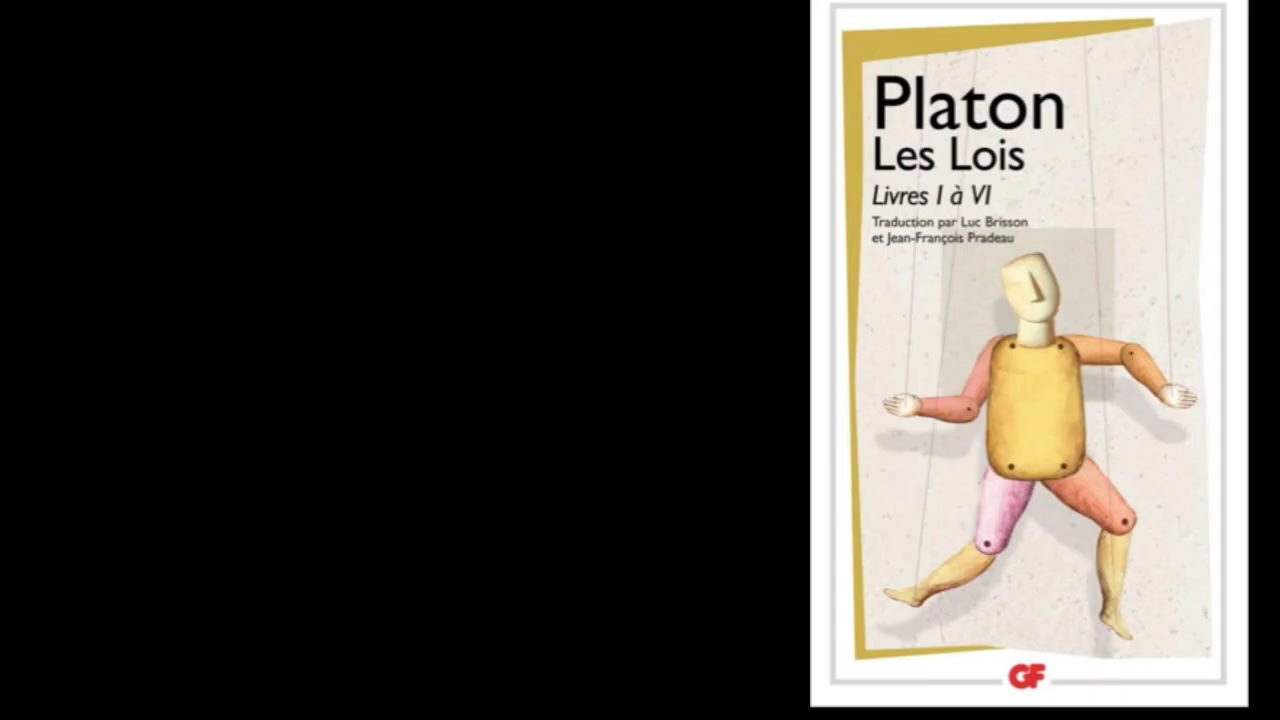 Platon
Les Lois
Livres I à VI
Traduction par Luc Brisson
et Jean-François Pradeau
GF